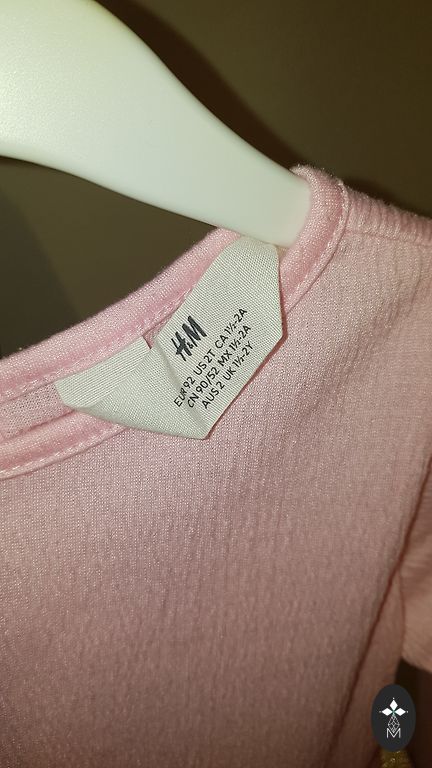 H&M
EUR 92 US 2T CA 1½-2A
CN 90/52 MX 1½-2A
AUS 2 UK 1½-2Y
M